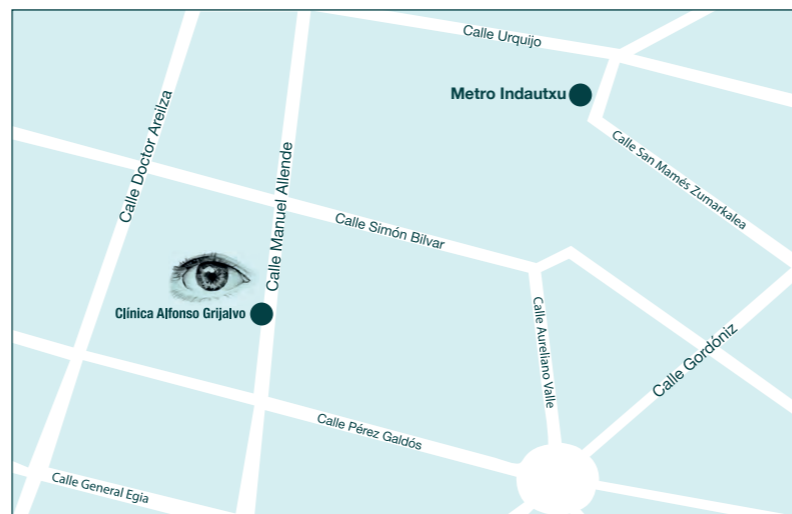 Calle Urquijo
Metro Indautxu
Calle Doctor Areilza
Calle San Mamés Zumarkalea
Calle Manuel Allende
Calle Simón Bilvar
Clínica Alfonso Grijalvo
Calle Aureliano Valle
Calle Gordóniz
Calle Pérez Galdós
Calle General Egia